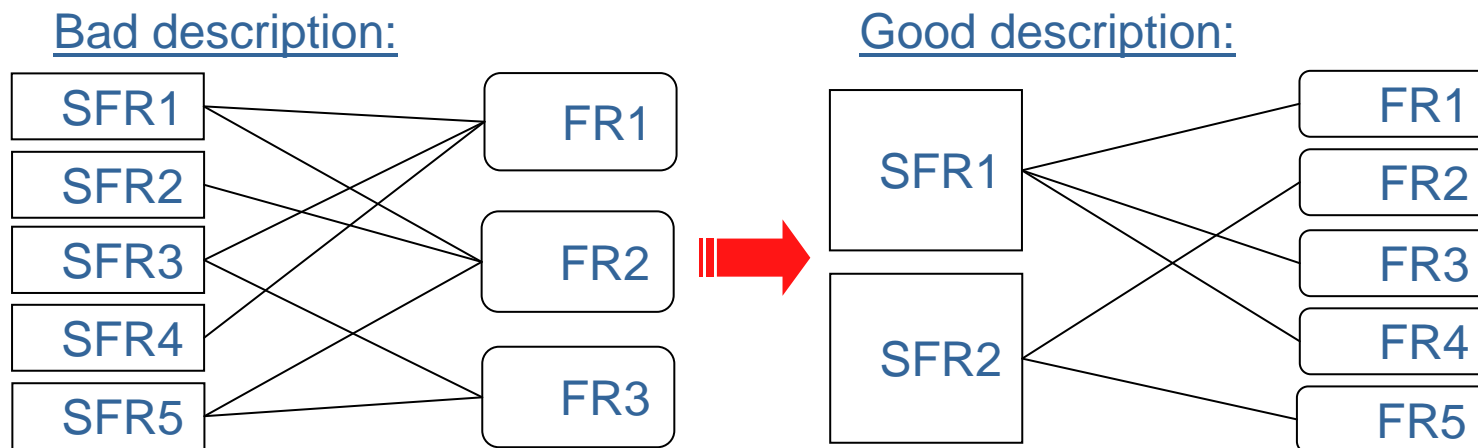 Bad description:
SFR1
SFR2
SFR3
SFR4
SFR5
FR1
FR2
FR3
Good description:
SFR1
SFR2
FR1
FR2
FR3
FR4
FR5